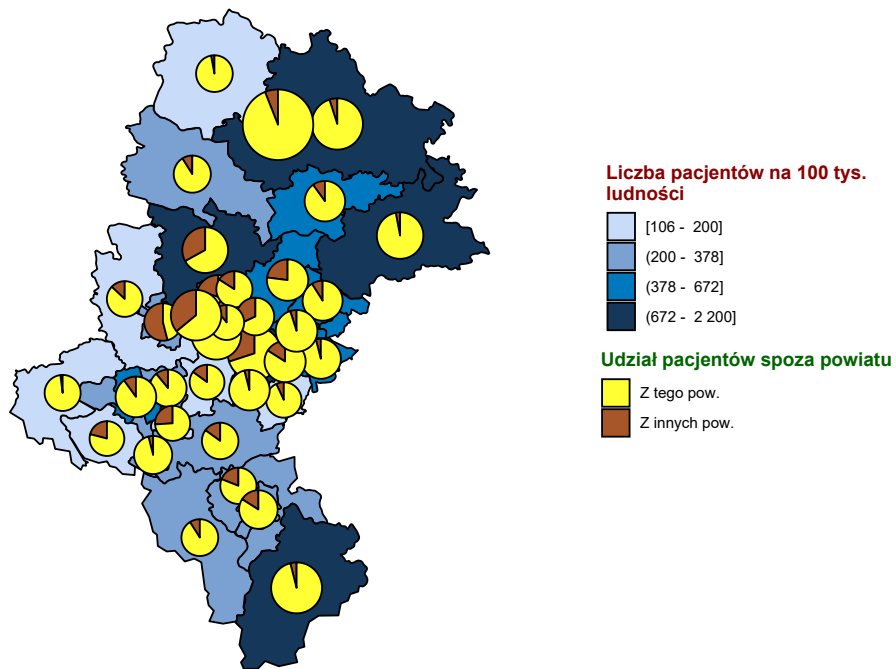 Liczba pacjentów na 100 tys.
ludności
[106 - 200]
(200 - 378]
(378 - 672]
(672 - 2 200]
Udział pacjentów spoza powiatu
Z tego pow.
Z innych pow.